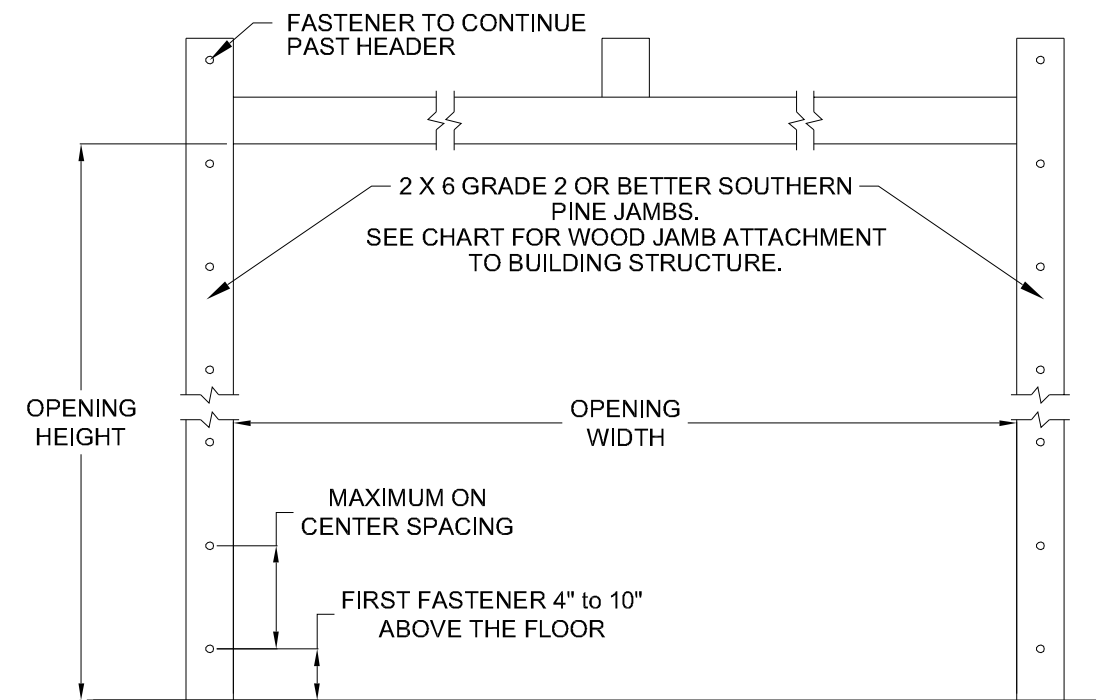 FASTENER TO CONTINUE
PAST HEADER
2 X 6 GRADE 2 OR BETTER SOUTHERN
PINE JAMBS.
SEE CHART FOR WOOD JAMB ATTACHMENT
TO BUILDING STRUCTURE.
OPENING
HEIGHT
OPENING
WIDTH
MAXIMUM ON
CENTER SPACING
FIRST FASTENER 4" to 10"
ABOVE THE FLOOR